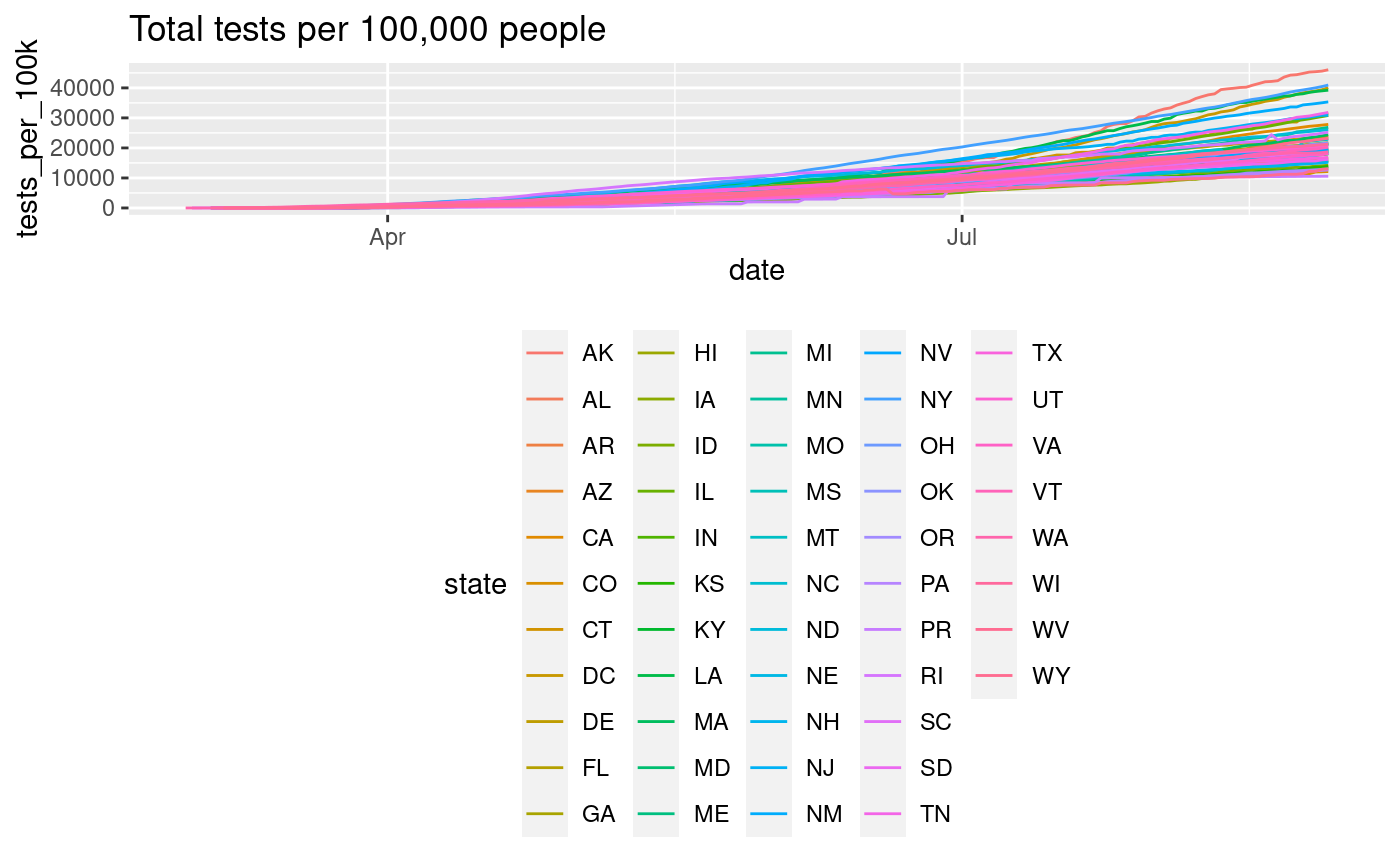 Total tests per 100,000 people
tests_per_100k
40000
30000
20000
10000
0
Apr Jul
date
state
AK HI MI NV TX
AL IA MN NY UT
AR ID MO OH VA
AZ IL MS OK VT
CA IN MT OR WA
CO KS NC PA WI
CT KY ND PR WV
DC LA NE RI WY
DE MA NH SC
FL MD NJ SD
GA ME NM TN